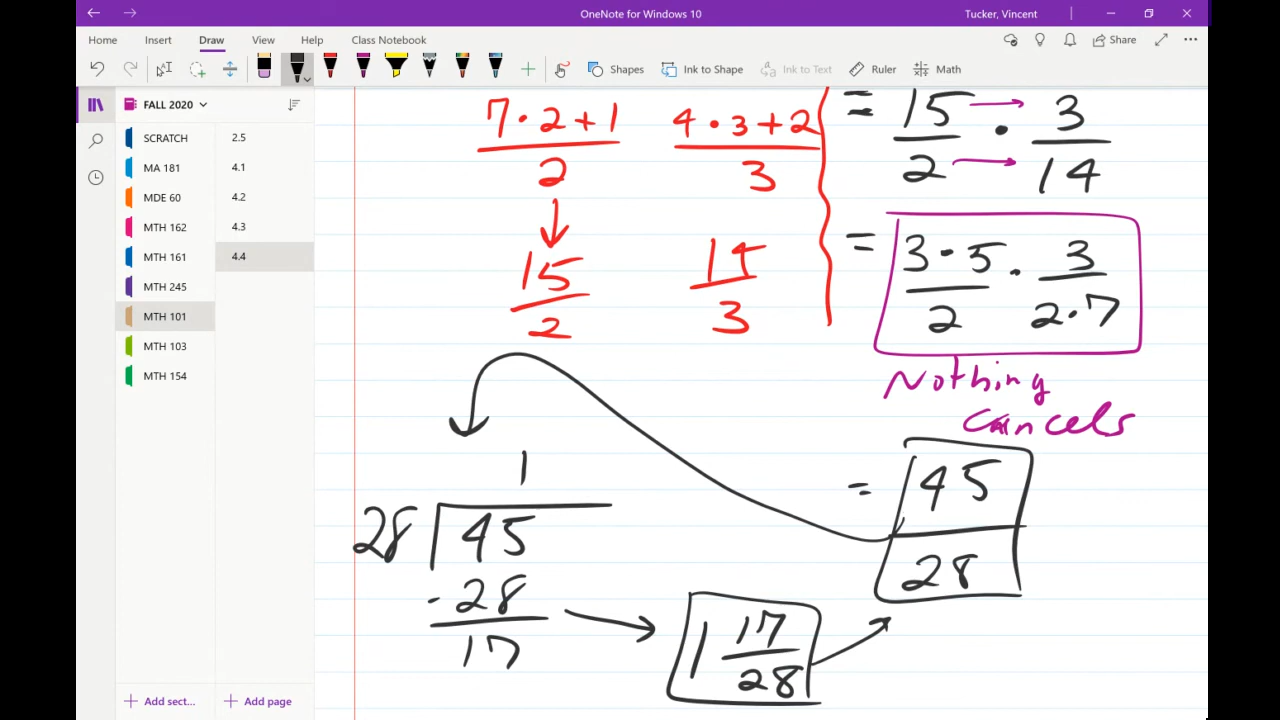 OneNote for Windows 10
Tucker, Vincent
Home Insert Draw View Help Class Notebook
Share
Shapes Ink to Shape Ink to Text Ruler Math
FALL 2020
SCRATCH
MA 181
MDE 60
MTH 162
MTH 161
MTH 245
MTH 101
MTH 103
MTH 154
Add sect...
2.5
4.1
4.2
4.3
4.4
Add page
7·2+1
2
15
2
4·3+2
3
14
3
= 15/2 · 3/14
= 3·5/2 · 3/2·7
Nothing
Cancels
= 45/28
1
28 45
-28
17
1 17/28